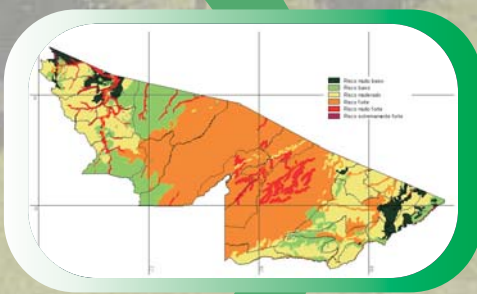 Risco muito baixo
Risco baixo
Risco moderado
Risco forte
Risco muito forte
Risco extremamente forte